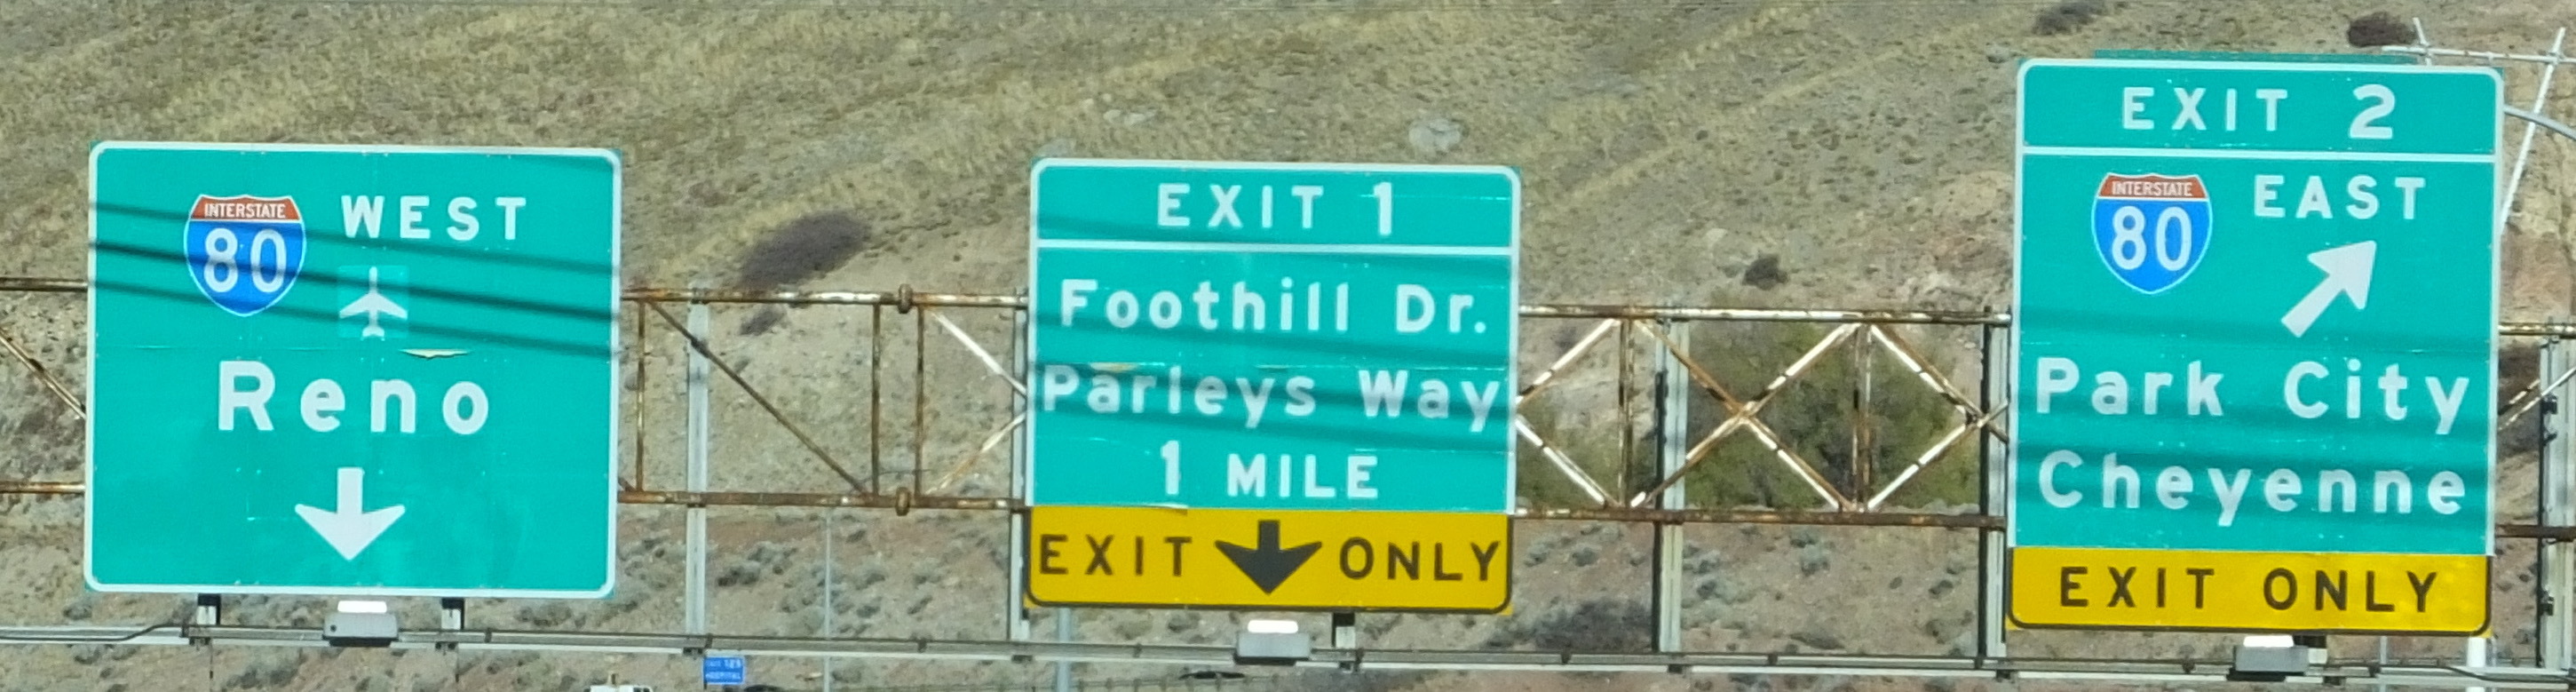 INTERSTATE
80
WEST
Reno
EXIT 1
Foothill Dr.
Parleys Way
1 MILE
EXIT ONLY
EXIT 2
INTERSTATE
80
EAST
Park City
Cheyenne
EXIT ONLY